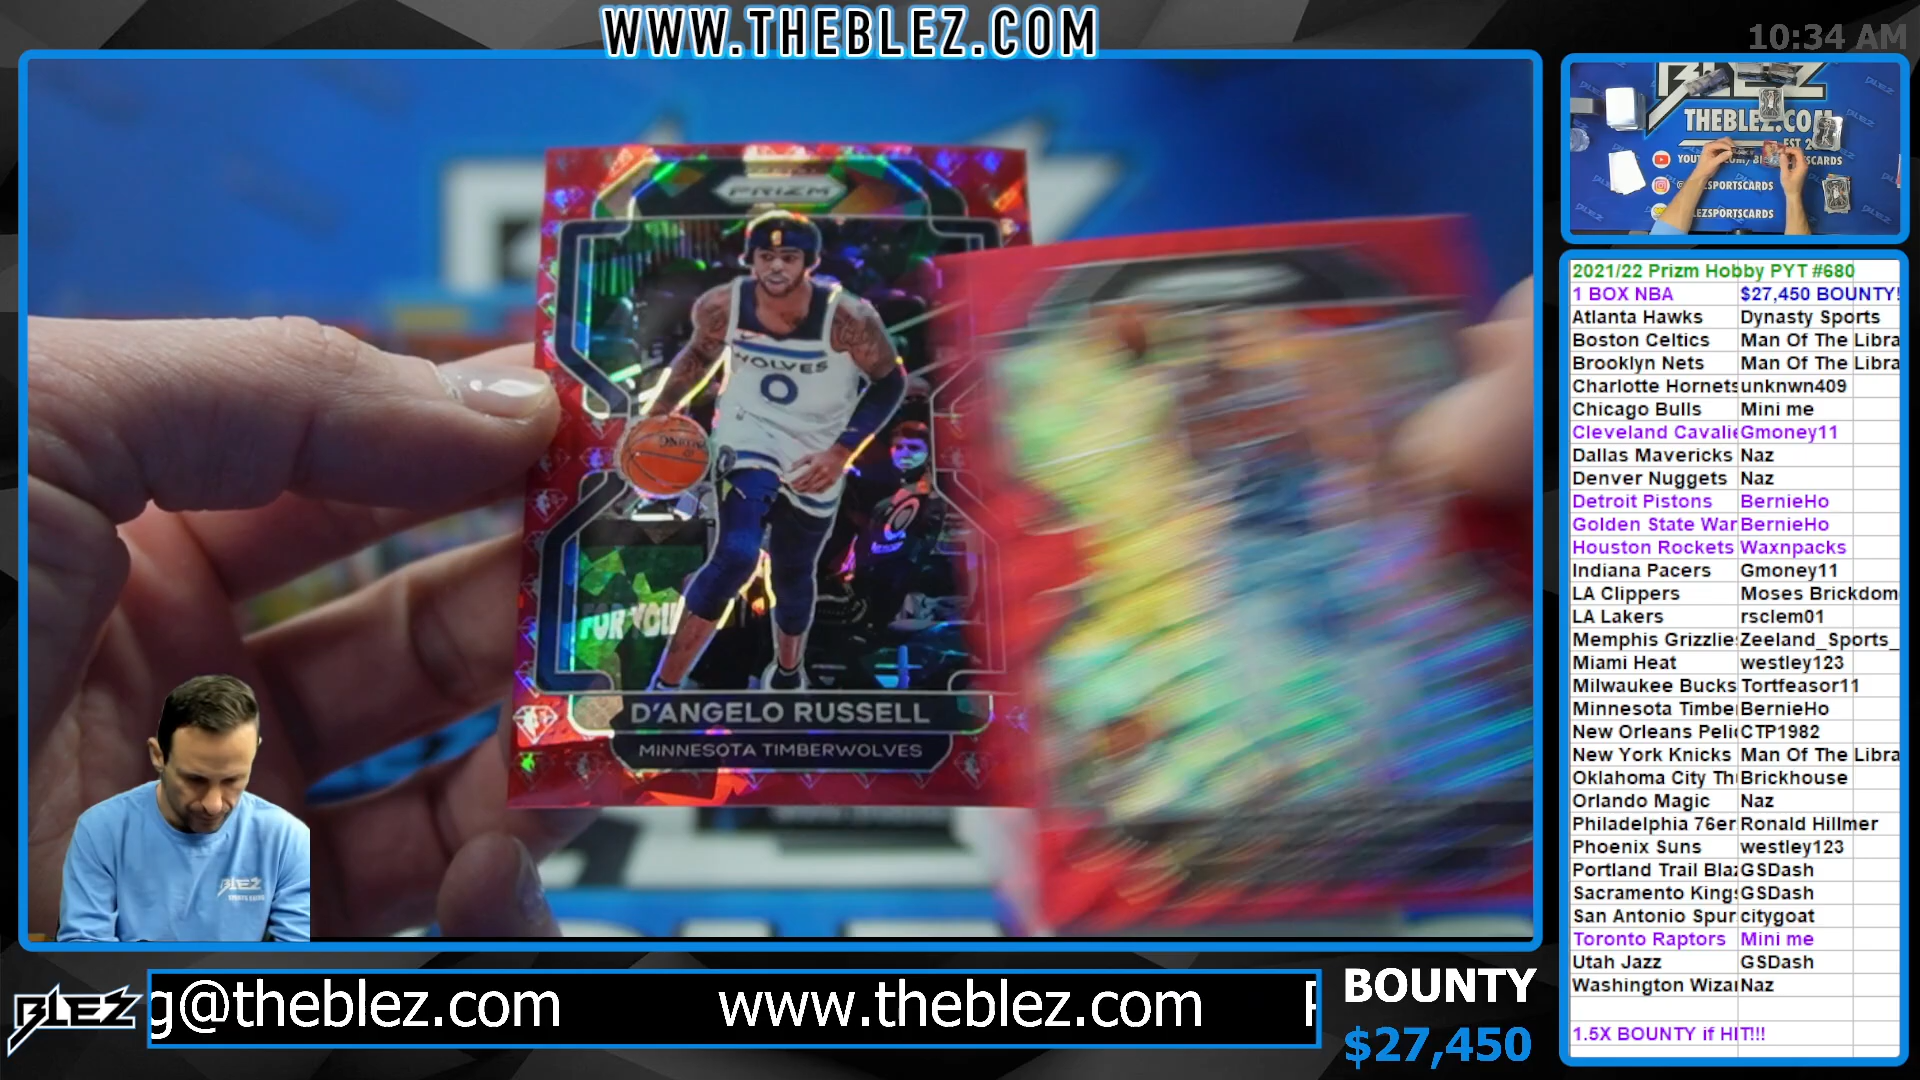 WWW.THEBLEZ.COM
10:34 AM
BLEZ
THEBLEZ.COM
PRIZM
WOLVES
0
FOR YOU
D'ANGELO RUSSELL
MINNESOTA TIMBERWOLVES
BLEZ
2021/22 Prizm Hobby PYT #680
1 BOX NBA $27,450 BOUNTY!
Atlanta Hawks Dynasty Sports
Boston Celtics Man Of The Libra
Brooklyn Nets Man Of The Libra
Charlotte Hornets unknwn409
Chicago Bulls Mini me
Cleveland Cavalie Gmoney11
Dallas Mavericks Naz
Denver Nuggets Naz
Detroit Pistons BernieHo
Golden State War BernieHo
Houston Rockets Waxnpacks
Indiana Pacers Gmoney11
LA Clippers Moses Brickdom
LA Lakers rsclem01
Memphis Grizzlie Zeeland_Sports_
Miami Heat westley123
Milwaukee Bucks Tortfeasor11
Minnesota Timbe BernieHo
New Orleans Peli CTP1982
New York Knicks Man Of The Libra
Oklahoma City Th Brickhouse
Orlando Magic Naz
Philadelphia 76er Ronald Hillmer
Phoenix Suns westley123
Portland Trail Bla GSDash
Sacramento Kings GSDash
San Antonio Spur citygoat
Toronto Raptors Mini me
Utah Jazz GSDash
Washington Wiza Naz
1.5X BOUNTY if HIT!!!
BLEZ
g@theblez.com www.theblez.com
BOUNTY
$27,450